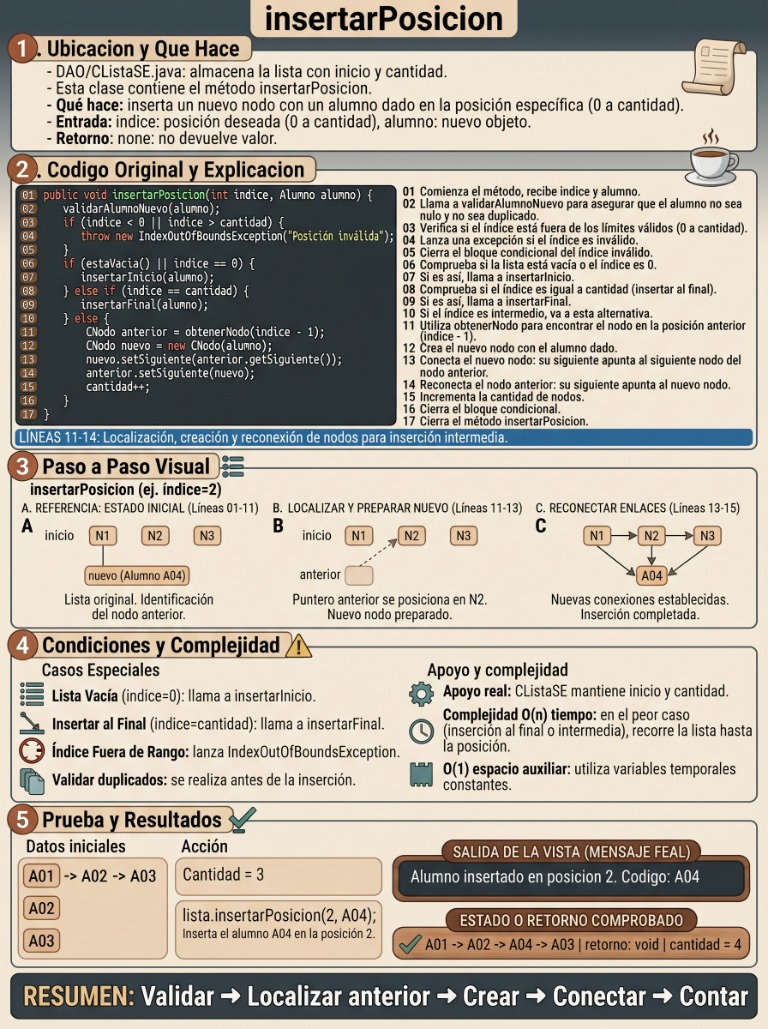 insertarPosicion
1. Ubicacion y Que Hace
- DAO/CListaSE.java: almacena la lista con inicio y cantidad.
- Esta clase contiene el método insertarPosicion.
- Qué hace: inserta un nuevo nodo con un alumno dado en la posición específica (0 a cantidad).
- Entrada: indice: posición deseada (0 a cantidad), alumno: nuevo objeto.
- Retorno: none: no devuelve valor.
2. Codigo Original y Explicacion
01 public void insertarPosicion(int indice, Alumno alumno) {
02 validarAlumnoNuevo(alumno);
03 if (indice < 0 || indice > cantidad) {
04 throw new IndexOutOfBoundsException("Posición inválida");
05 }
06 if (estaVacia() || indice == 0) {
07 insertarInicio(alumno);
08 } else if (indice == cantidad) {
09 insertarFinal(alumno);
10 } else {
11 CNodo anterior = obtenerNodo(indice - 1);
12 CNodo nuevo = new CNodo(alumno);
13 nuevo.setSiguiente(anterior.getSiguiente());
14 anterior.setSiguiente(nuevo);
15 cantidad++;
16 }
17 }
01 Comienza el método, recibe indice y alumno.
02 Llama a validarAlumnoNuevo para asegurar que el alumno no sea
nulo y no sea duplicado.
03 Verifica si el índice está fuera de los límites válidos (0 a cantidad).
04 Lanza una excepción si el índice es inválido.
05 Cierra el bloque condicional del índice inválido.
06 Comprueba si la lista está vacía o el índice es 0.
07 Si es así, llama a insertarInicio.
08 Comprueba si el índice es igual a cantidad (insertar al final).
09 Si es así, llama a insertarFinal.
10 Si el índice es intermedio, va a esta alternativa.
11 Utiliza obtenerNodo para encontrar el nodo en la posición anterior
(indice - 1).
12 Crea el nuevo nodo con el alumno dado.
13 Conecta el nuevo nodo: su siguiente apunta al siguiente nodo del
nodo anterior.
14 Reconecta el nodo anterior: su siguiente apunta al nuevo nodo.
15 Incrementa la cantidad de nodos.
16 Cierra el bloque condicional.
17 Cierra el método insertarPosicion.
LÍNEAS 11-14: Localización, creación y reconexión de nodos para inserción intermedia.
3 Paso a Paso Visual
insertarPosicion (ej. índice=2)
A. REFERENCIA: ESTADO INICIAL (Líneas 01-11)
A
inicio N1 N2 N3
nuevo (Alumno A04)
Lista original. Identificación
del nodo anterior.
B. LOCALIZAR Y PREPARAR NUEVO (Líneas 11-13)
B
inicio N1 N2 N3
anterior
Puntero anterior se posiciona en N2.
Nuevo nodo preparado.
C. RECONECTAR ENLACES (Líneas 13-15)
C
N1 N2 N3
A04
Nuevas conexiones establecidas.
Inserción completada.
4 Condiciones y Complejidad
Casos Especiales
Lista Vacía (indice=0): llama a insertarInicio.
Insertar al Final (indice=cantidad): llama a insertarFinal.
Índice Fuera de Rango: lanza IndexOutOfBoundsException.
Validar duplicados: se realiza antes de la inserción.
Apoyo y complejidad
Apoyo real: CListaSE mantiene inicio y cantidad.
Complejidad O(n) tiempo: en el peor caso
(inserción al final o intermedia), recorre la lista hasta
la posición.
O(1) espacio auxiliar: utiliza variables temporales
constantes.
5 Prueba y Resultados
Datos iniciales
A01 -> A02 -> A03
A02
A03
Acción
Cantidad = 3
lista.insertarPosicion(2, A04);
Inserta el alumno A04 en la posición 2.
SALIDA DE LA VISTA (MENSAJE FEAL)
Alumno insertado en posicion 2. Codigo: A04
ESTADO O RETORNO COMPROBADO
A01 -> A02 -> A04 -> A03 | retorno: void | cantidad = 4
RESUMEN: Validar → Localizar anterior → Crear → Conectar → Contar